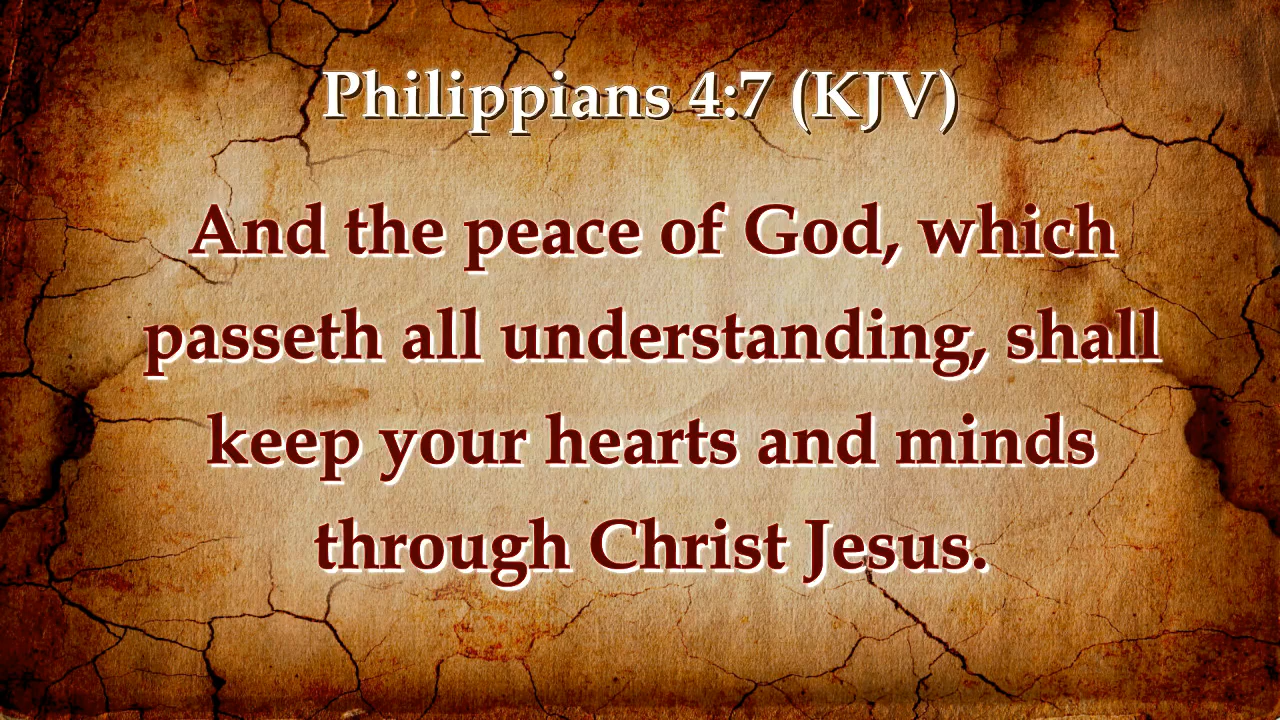 Philippians 4:7 (KJV)
And the peace of God, which
passeth all understanding, shall
keep your hearts and minds
through Christ Jesus.